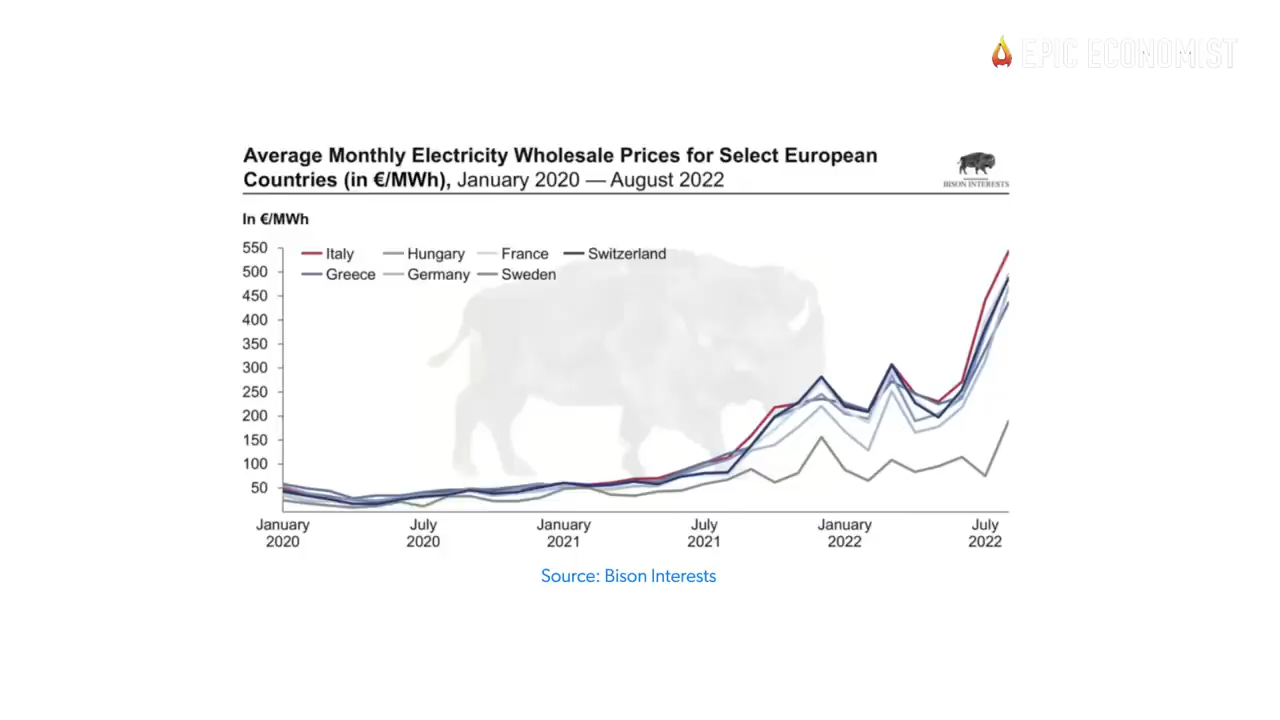 EPIC ECONOMIST
Average Monthly Electricity Wholesale Prices for Select European
Countries (in €/MWh), January 2020 — August 2022
BISON INTERESTS
In €/MWh
550
500
450
400
350
300
250
200
150
100
50
Italy
Hungary
France
Switzerland
Greece
Germany
Sweden
January
2020
July
2020
January
2021
July
2021
January
2022
July
2022
Source: Bison Interests